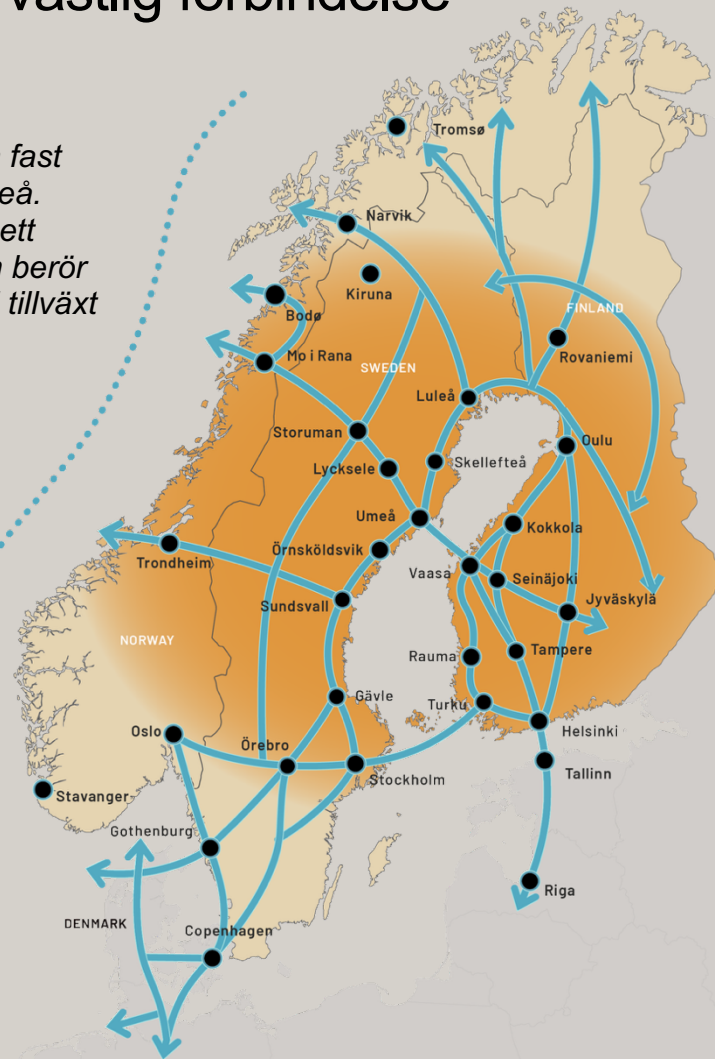 västlig förbindelse
fast
eå.
ett
berör
tillväxt
Tromsø
Narvik
Kiruna
Bodø
FINLAND
Mo i Rana
Rovaniemi
SWEDEN
Luleå
Storuman
Oulu
Lycksele
Skellefteå
Umeå
Kokkola
Örnsköldsvik
Trondheim
Vaasa
Seinäjoki
Sundsvall
Jyväskylä
NORWAY
Tampere
Rauma
Gävle
Turku
Oslo
Helsinki
Örebro
Tallinn
Stockholm
Stavanger
Gothenburg
Riga
DENMARK
Copenhagen